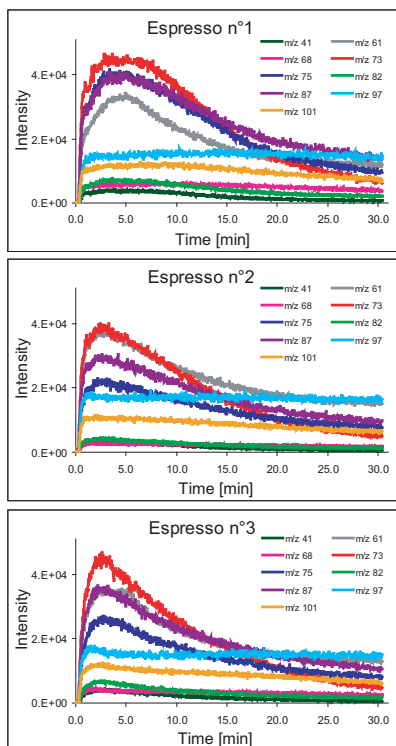 Espresso n°1
m/z 41 m/z 61
m/z 68 m/z 73
m/z 75 m/z 82
m/z 87 m/z 97
m/z 101
4.E+04
2.E+04
0.E+00
Intensity
0.0 5.0 10.0 15.0 20.0 25.0 30.0
Time [min]
Espresso n°2
m/z 41 m/z 61
m/z 68 m/z 73
m/z 75 m/z 82
m/z 87 m/z 97
m/z 101
4.E+04
2.E+04
0.E+00
Intensity
0.0 5.0 10.0 15.0 20.0 25.0 30.0
Time [min]
Espresso n°3
m/z 41 m/z 61
m/z 68 m/z 73
m/z 75 m/z 82
m/z 87 m/z 97
m/z 101
4.E+04
2.E+04
0.E+00
Intensity
0.0 5.0 10.0 15.0 20.0 25.0 30.0
Time [min]